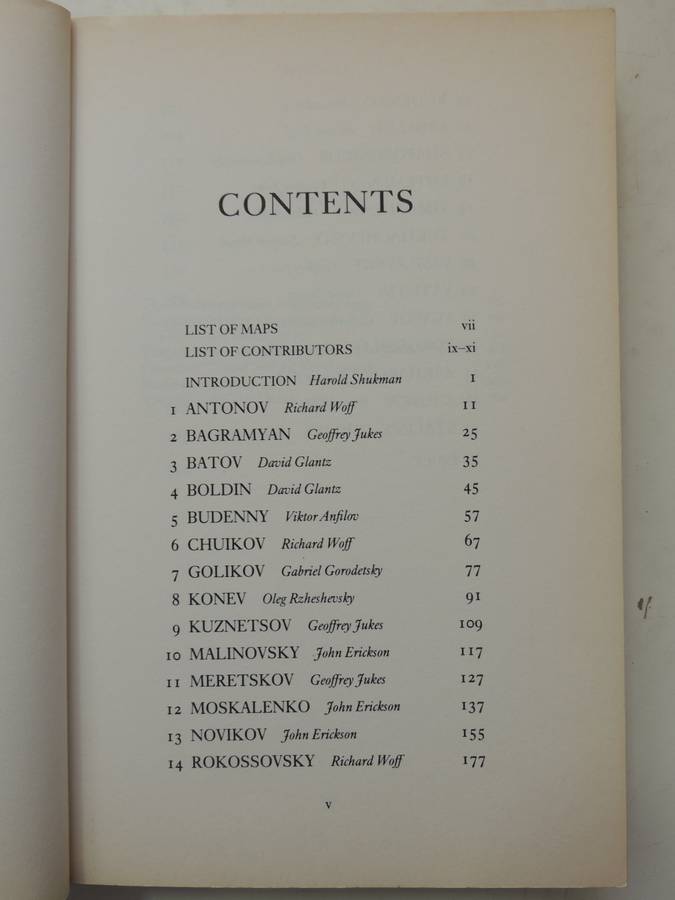 CONTENTS
LIST OF MAPS vii
LIST OF CONTRIBUTORS ix–xi
INTRODUCTION Harold Shukman 1
1 ANTONOV Richard Woff 11
2 BAGRAMYAN Geoffrey Jukes 25
3 BATOV David Glantz 35
4 BOLDIN David Glantz 45
5 BUDENNY Viktor Anfilov 57
6 CHUIKOV Richard Woff 67
7 GOLIKOV Gabriel Gorodetsky 77
8 KONEV Oleg Rzheshevsky 91
9 KUZNETSOV Geoffrey Jukes 109
10 MALINOVSKY John Erickson 117
11 MERETSKOV Geoffrey Jukes 127
12 MOSKALENKO John Erickson 137
13 NOVIKOV John Erickson 155
14 ROKOSSOVSKY Richard Woff 177
v